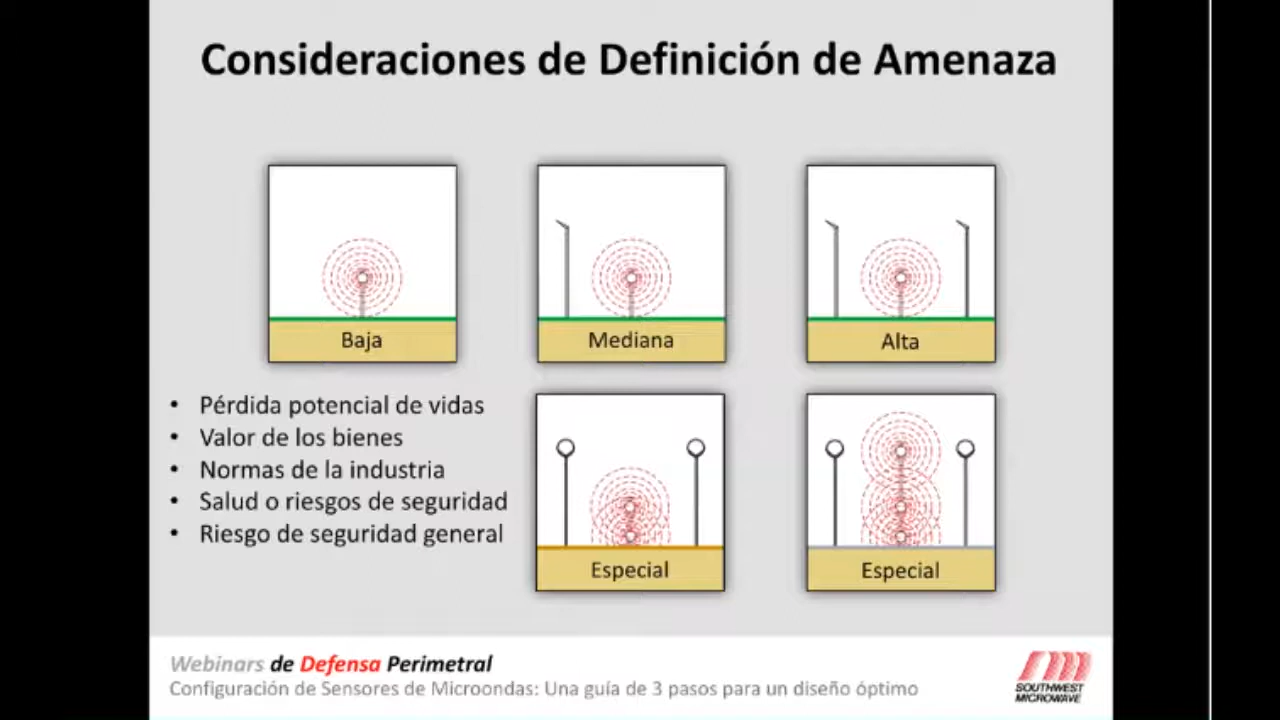 Consideraciones de Definición de Amenaza
Baja
Mediana
Alta
• Pérdida potencial de vidas
• Valor de los bienes
• Normas de la industria
• Salud o riesgos de seguridad
• Riesgo de seguridad general
Especial
Especial
Webinars de Defensa Perimetral
Configuración de Sensores de Microondas: Una guía de 3 pasos para un diseño óptimo
SOUTHWEST
MICROWAVE